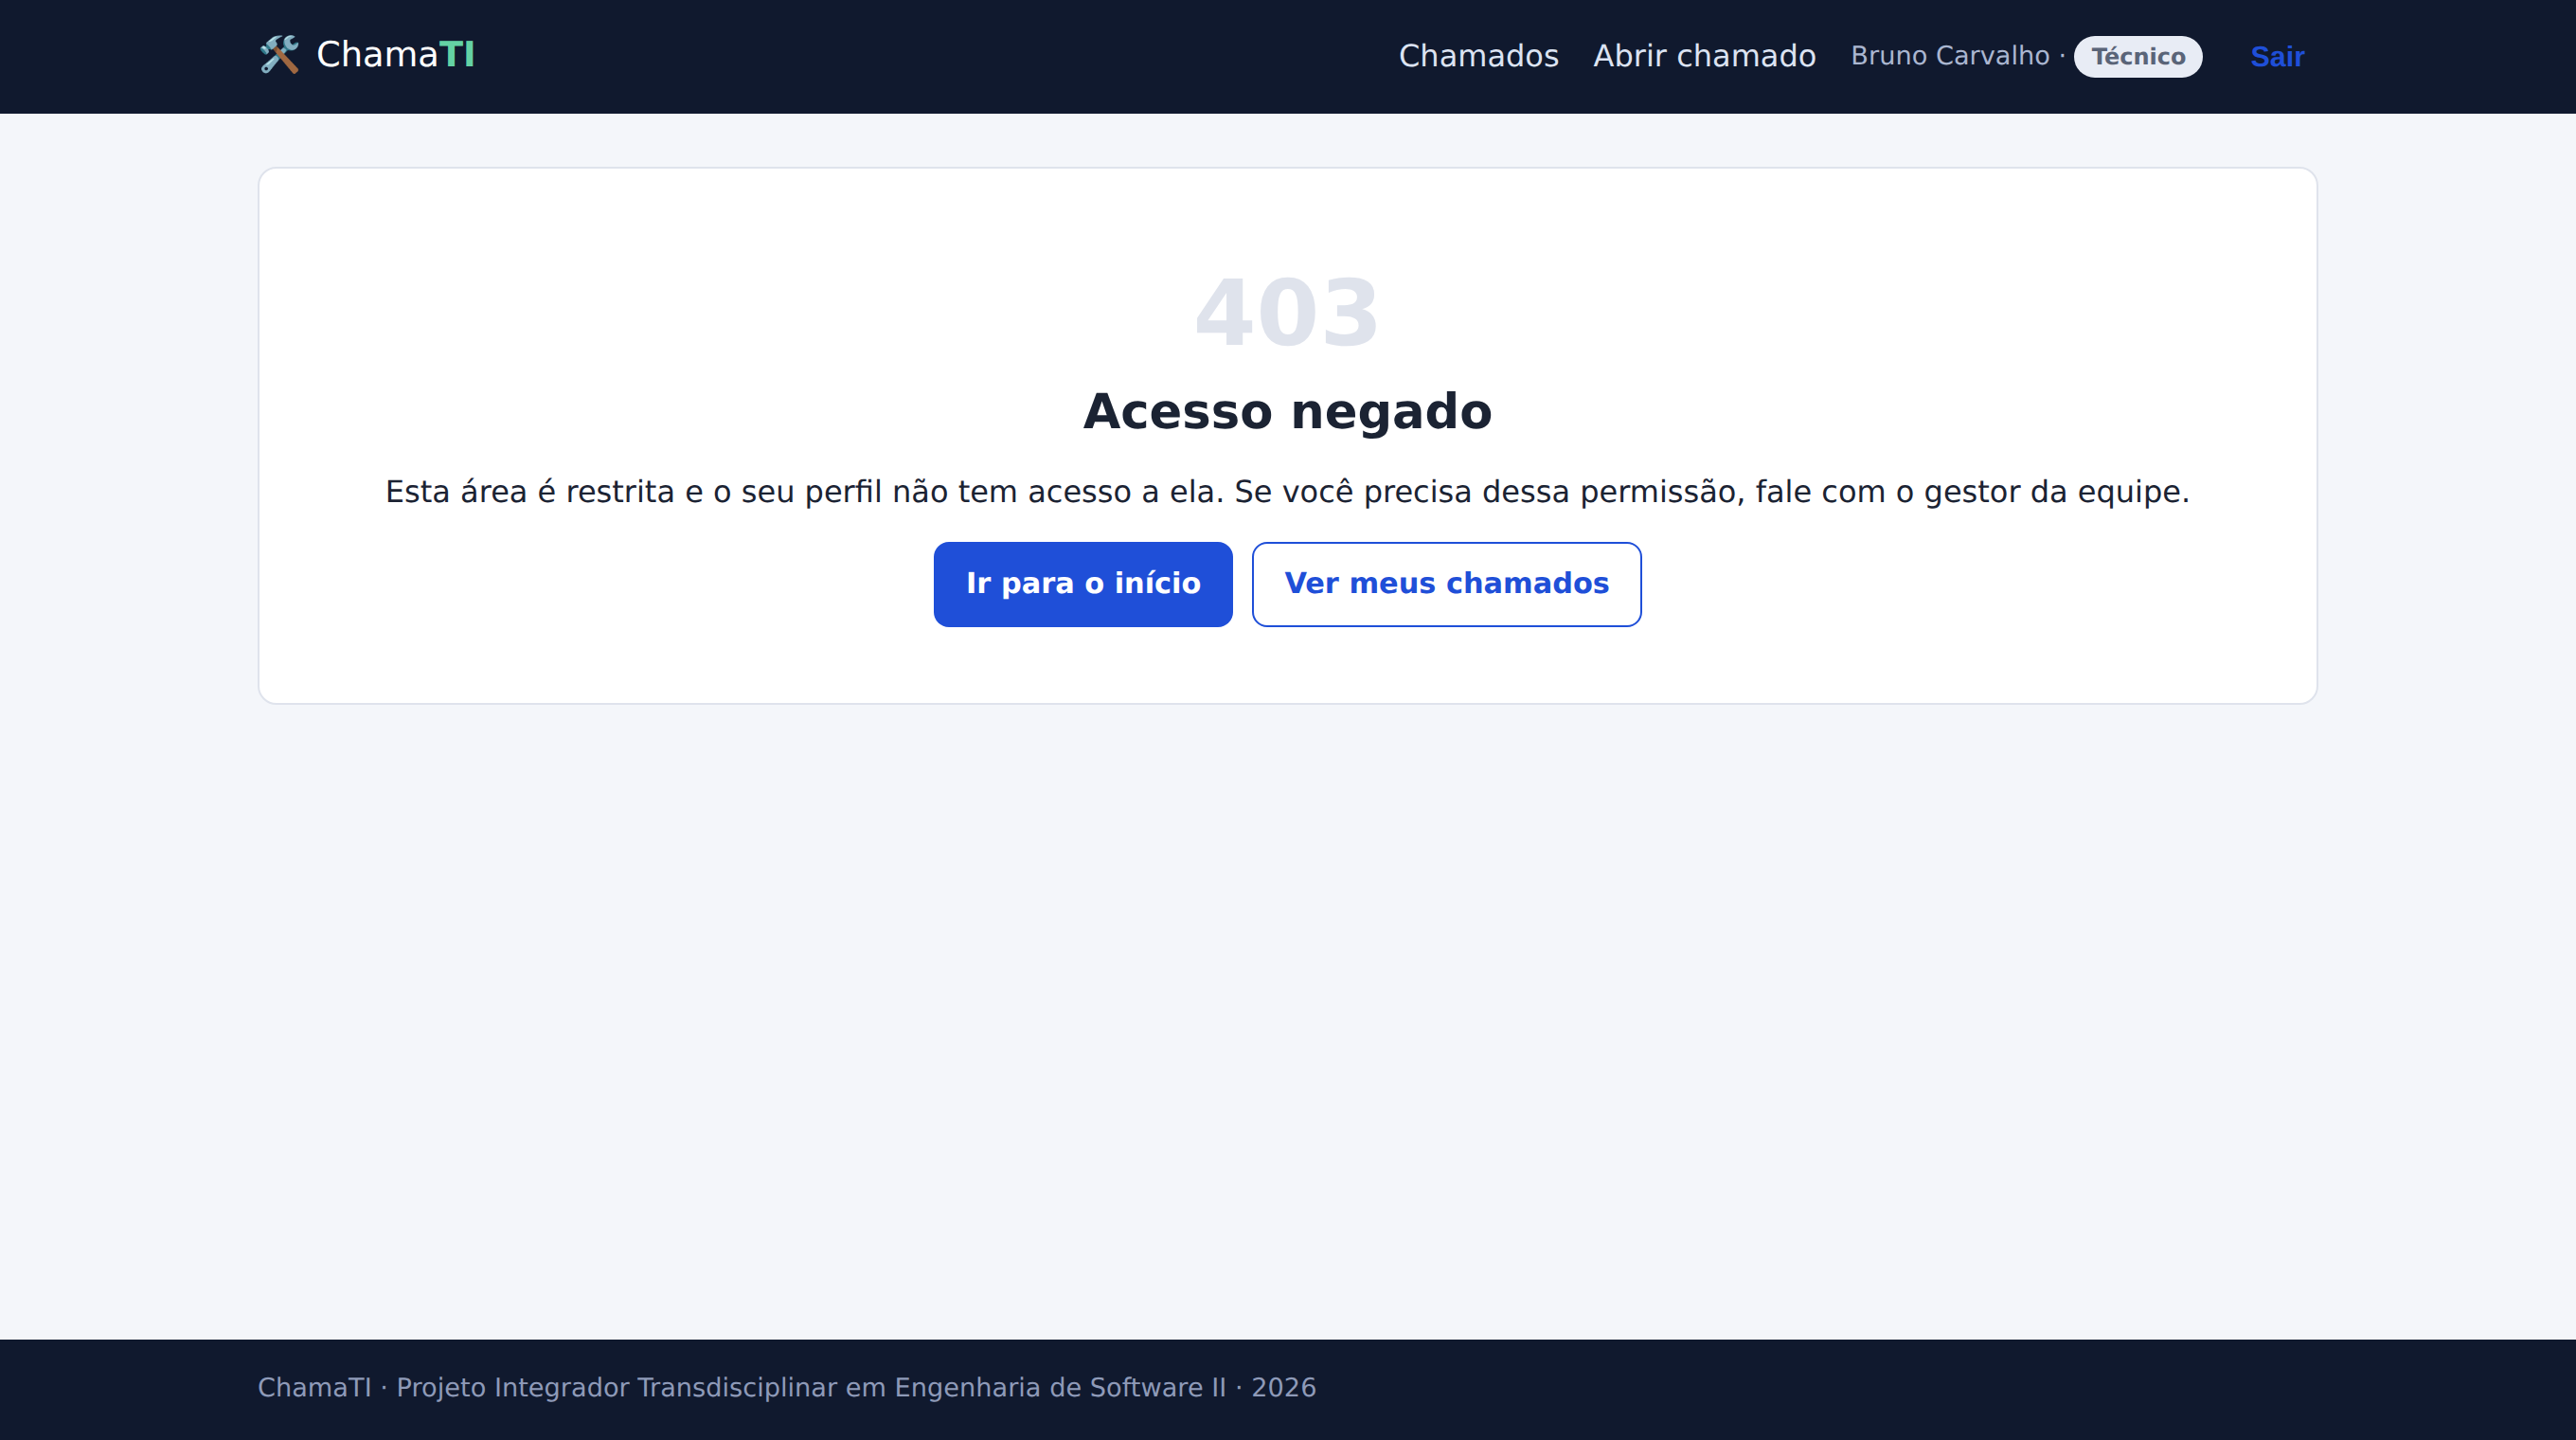 ChamaTI
Chamados
Abrir chamado
Bruno Carvalho · Técnico
Sair
403
Acesso negado
Esta área é restrita e o seu perfil não tem acesso a ela. Se você precisa dessa permissão, fale com o gestor da equipe.
Ir para o início
Ver meus chamados
ChamaTI · Projeto Integrador Transdisciplinar em Engenharia de Software II · 2026